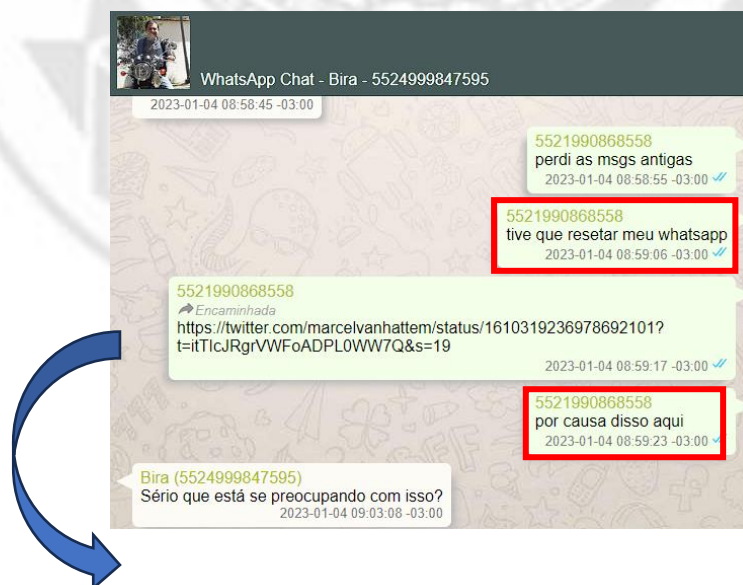 WhatsApp Chat - Bira - 5524999847595
2023-01-04 08:58:45 -03:00
5521990868558
perdi as msgs antigas
2023-01-04 08:58:55 -03:00
5521990868558
tive que resetar meu whatsapp
2023-01-04 08:59:06 -03:00
5521990868558
Encaminhada
https://twitter.com/marcelvanhattem/status/1610319236978692101?
t=itTIcJRgrVWFoADPL0WW7Q&s=19
2023-01-04 08:59:17 -03:00
5521990868558
por causa disso aqui
2023-01-04 08:59:23 -03:00
Bira (5524999847595)
Sério que está se preocupando com isso?
2023-01-04 09:03:08 -03:00